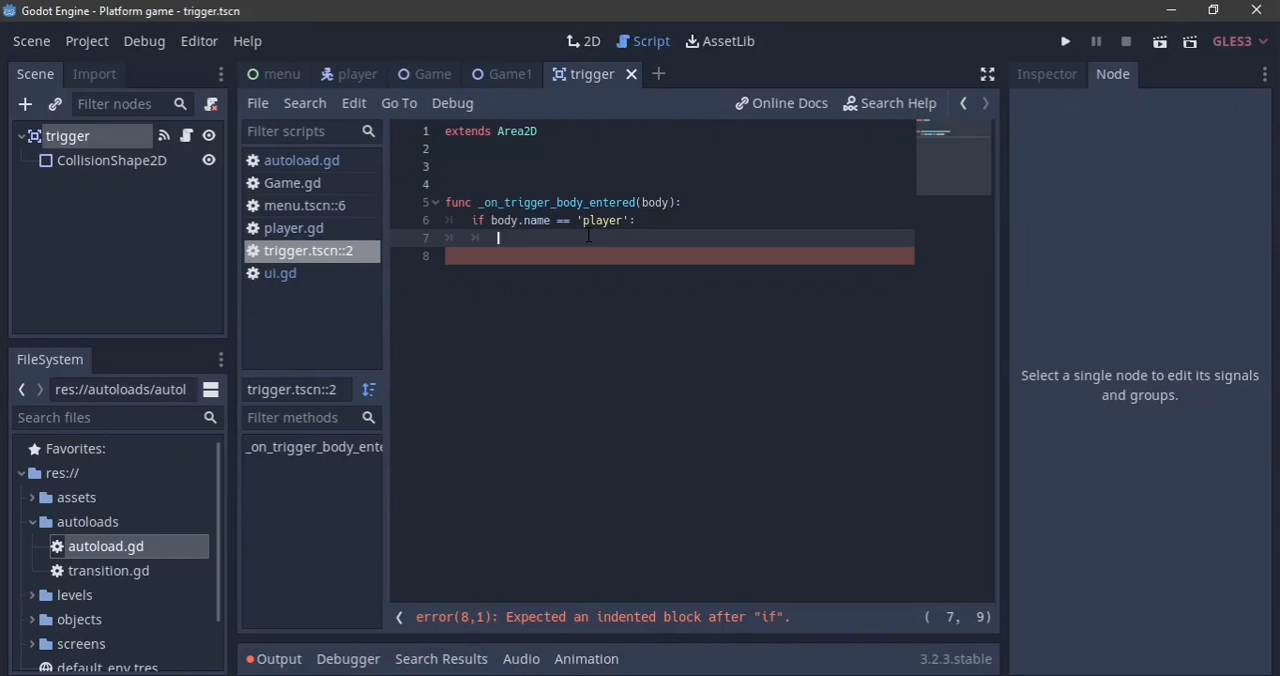 Godot Engine - Platform game - trigger.tscn
Scene Project Debug Editor Help
2D Script AssetLib
GLES3
Scene Import
menu player Game Game1 trigger
Inspector Node
Filter nodes
File Search Edit Go To Debug
Online Docs Search Help
trigger
CollisionShape2D
Filter scripts
autoload.gd
Game.gd
menu.tscn::6
player.gd
trigger.tscn::2
ui.gd
1 extends Area2D
2
3
4
5 func _on_trigger_body_entered(body):
6 if body.name == 'player':
7
8
FileSystem
res://autoloads/autol
Search files
Favorites:
res://
assets
autoloads
autoload.gd
transition.gd
levels
objects
screens
default_env.tres
trigger.tscn::2
Filter methods
_on_trigger_body_ente
error(8,1): Expected an indented block after "if".
( 7, 9)
Output Debugger Search Results Audio Animation
3.2.3.stable
Select a single node to edit its signals
and groups.